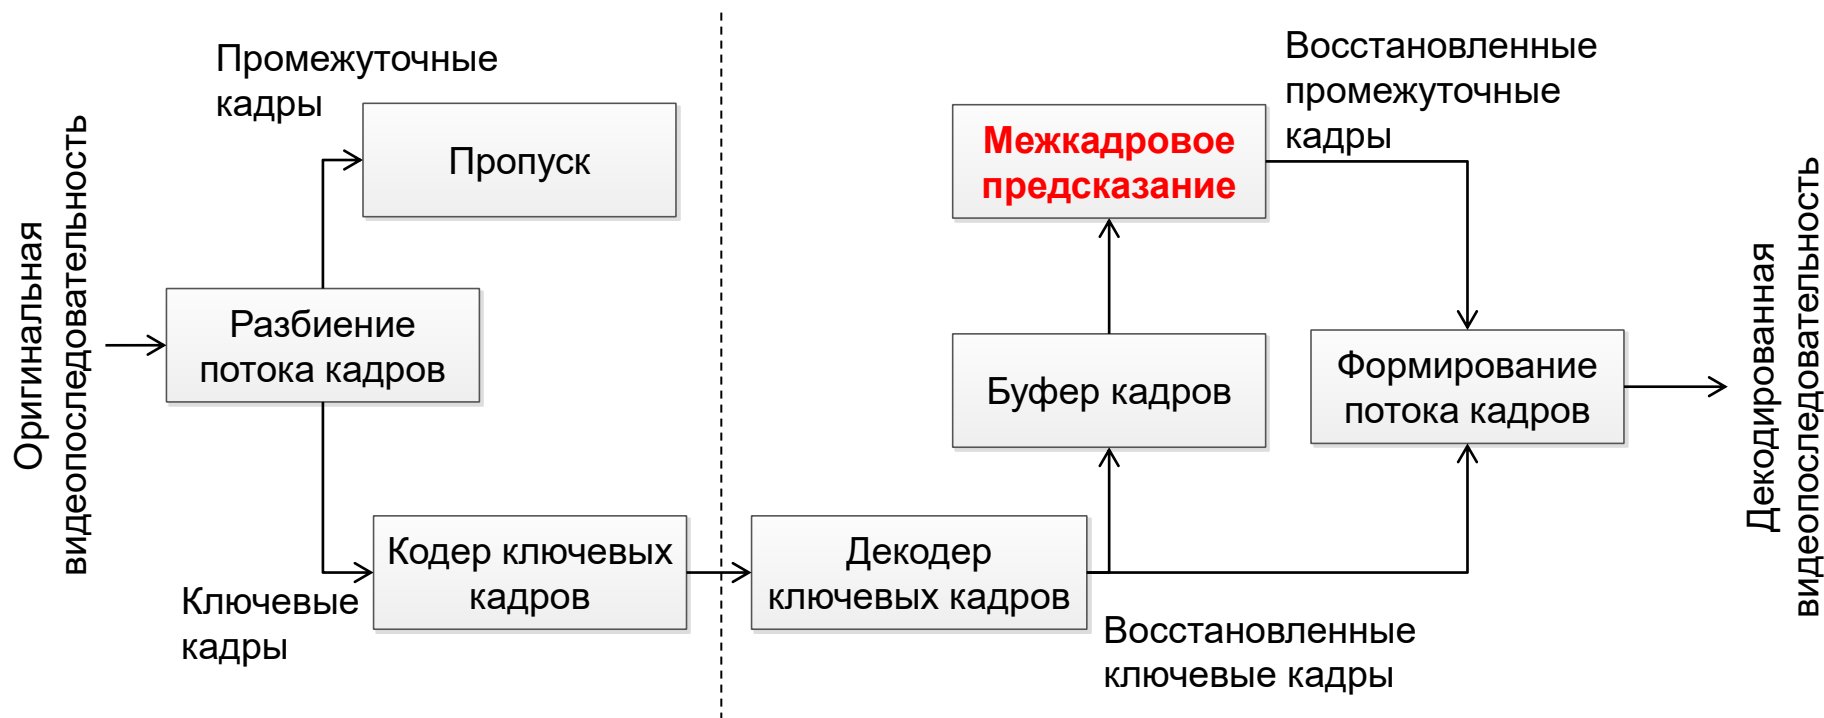 Оригинальная
видеопоследовательность
Промежуточные
кадры
Пропуск
Разбиение
потока кадров
Ключевые
кадры
Кодер ключевых
кадров
Декодер
ключевых кадров
Восстановленные
ключевые кадры
Буфер кадров
Межкадровое
предсказание
Восстановленные
промежуточные
кадры
Формирование
потока кадров
Декодированная
видеопоследовательность